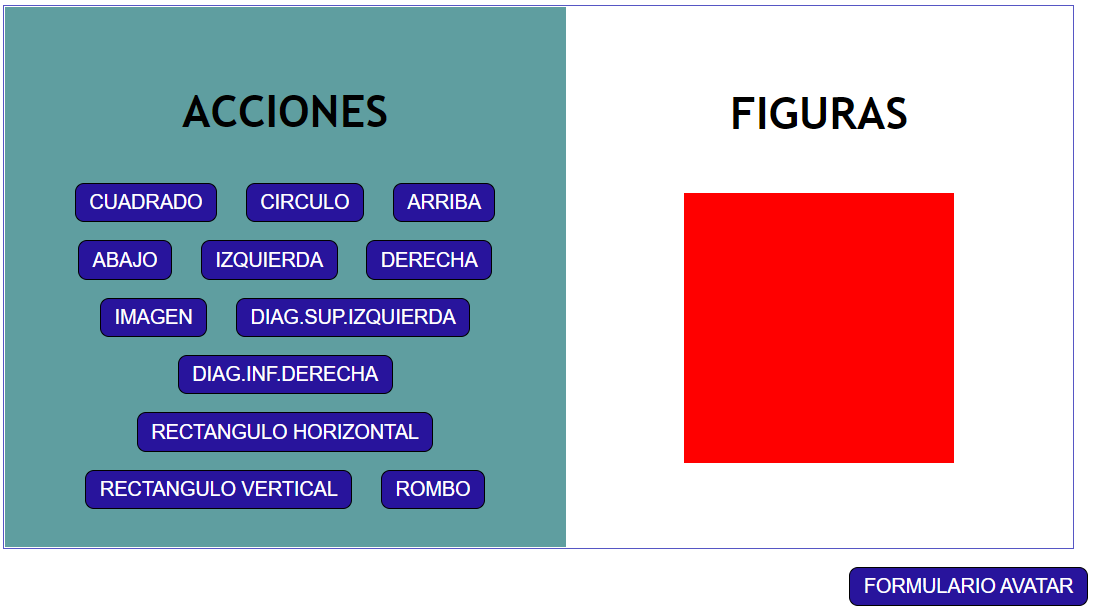 ACCIONES
CUADRADO CIRCULO ARRIBA
ABAJO IZQUIERDA DERECHA
IMAGEN DIAG.SUP.IZQUIERDA
DIAG.INF.DERECHA
RECTANGULO HORIZONTAL
RECTANGULO VERTICAL ROMBO
FIGURAS
FORMULARIO AVATAR